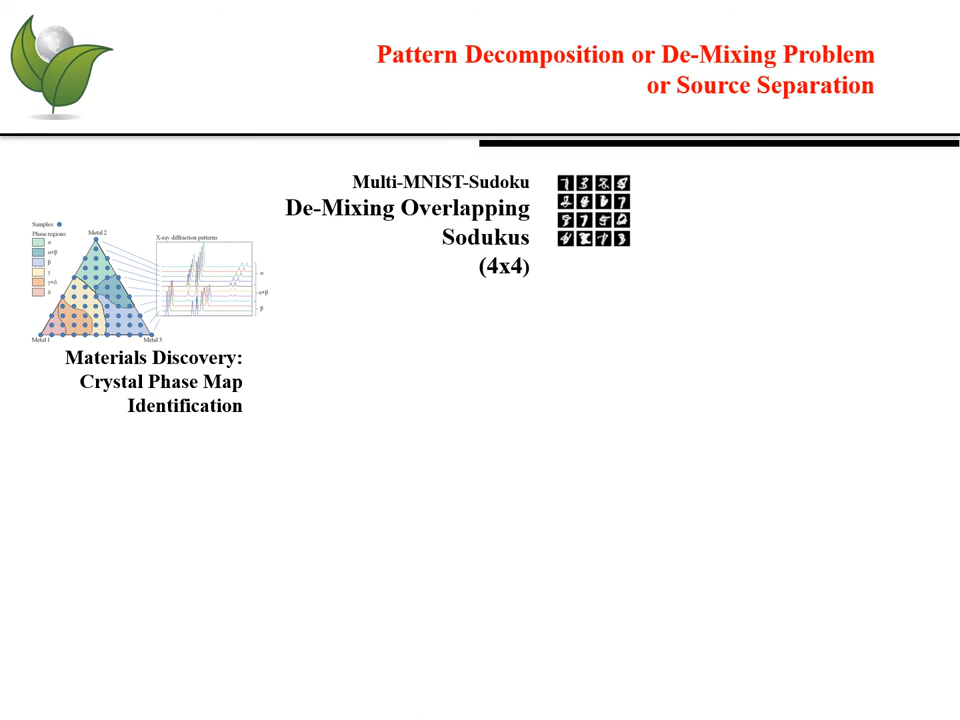 Pattern Decomposition or De-Mixing Problem
or Source Separation
Multi-MNIST-Sudoku
De-Mixing Overlapping
Sodukus
(4x4)
Samples:
Phase regions:
α
α+β
β
γ
γ+δ
δ
Metal 2
Metal 1
Metal 3
X-ray diffraction patterns
α
α+β
β
Materials Discovery:
Crystal Phase Map
Identification